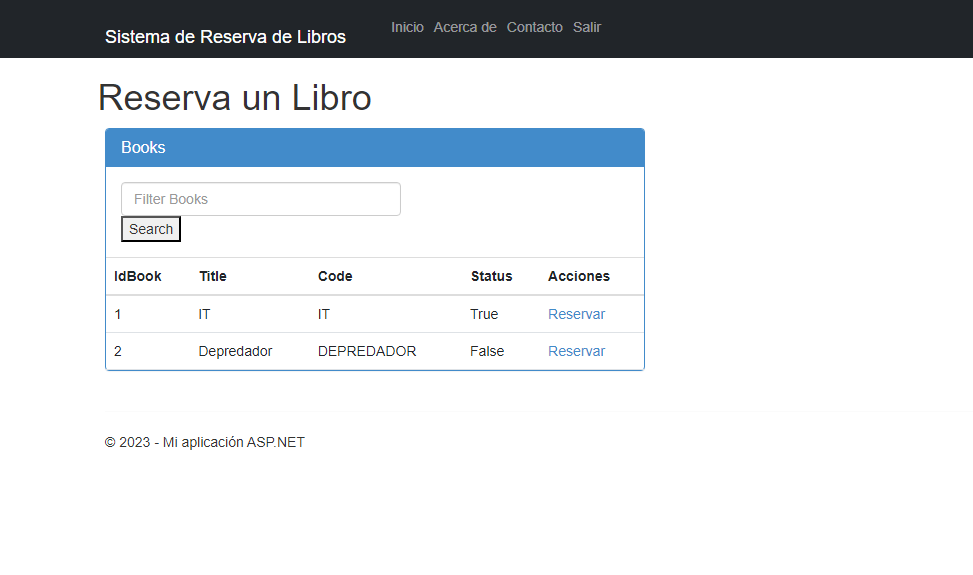 Sistema de Reserva de Libros Inicio Acerca de Contacto Salir
Reserva un Libro
Books
Filter Books
Search
IdBook Title Code Status Acciones
1 IT IT True Reservar
2 Depredador DEPREDADOR False Reservar
© 2023 - Mi aplicación ASP.NET